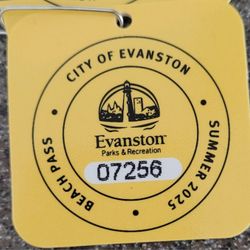 CITY OF EVANSTON
Evanston
Parks & Recreation
07256
BEACH PASS
SUMMER 2025